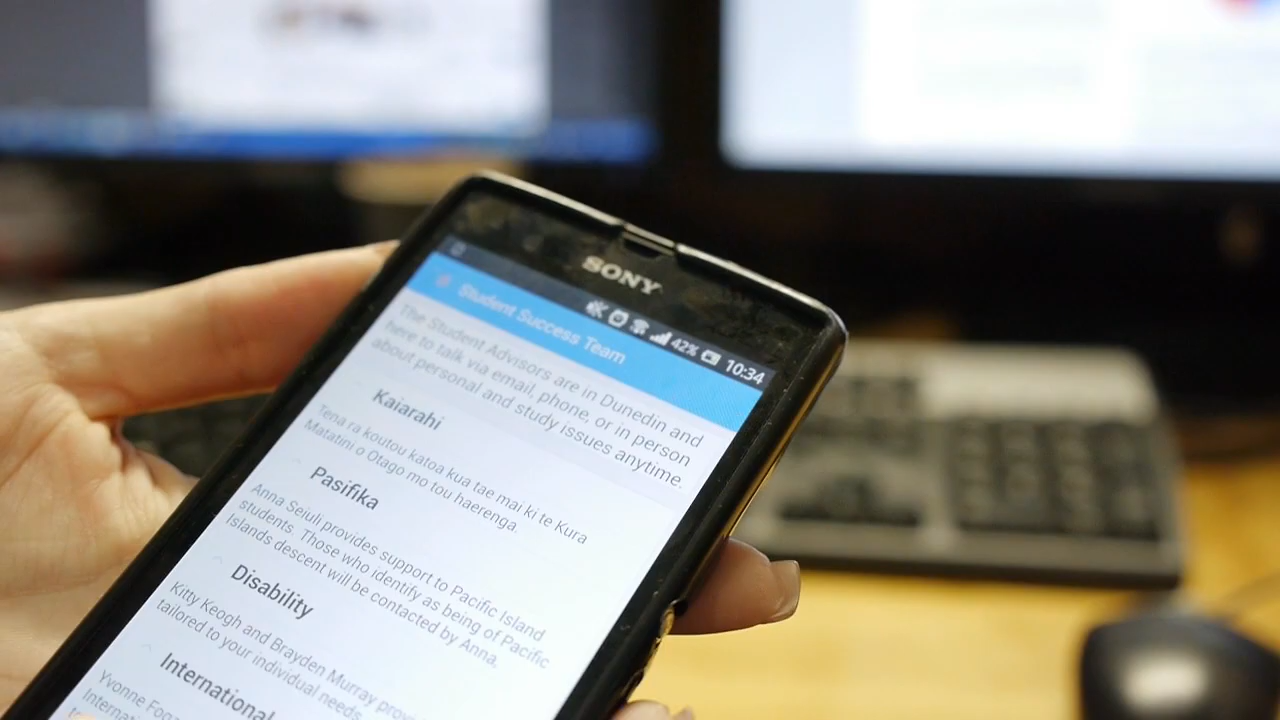 SONY
42% 10:34
Student Success Team
The Student Advisors are in Dunedin and
here to talk via email, phone, or in person
about personal and study issues anytime.
Kaiarahi
Tena ra koutou katoa kua tae mai ki te Kura
Matatini o Otago mo tou haerenga.
Pasifika
Anna Seiuli provides support to Pacific Island
students. Those who identify as being of Pacific
Islands descent will be contacted by Anna,
Disability
Kitty Keogh and Brayden Murray provi
tailored to your individual needs
International
Yvonne Foga
Internati